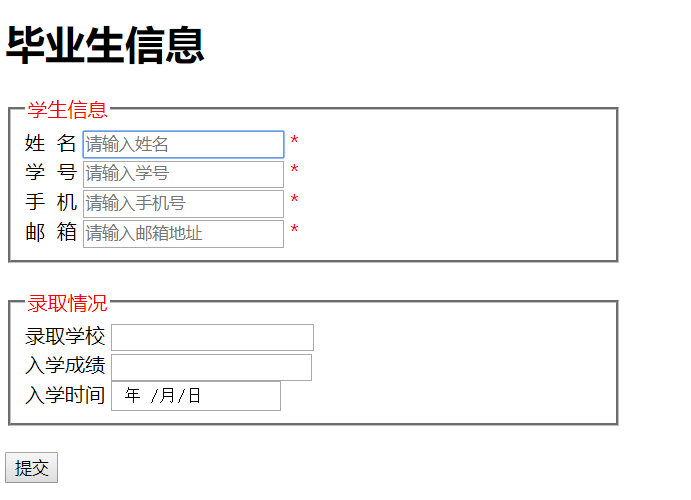 毕业生信息
学生信息
姓 名 请输入姓名 *
学 号 请输入学号 *
手 机 请输入手机号 *
邮 箱 请输入邮箱地址 *
录取情况
录取学校
入学成绩
入学时间 年 /月/日
提交